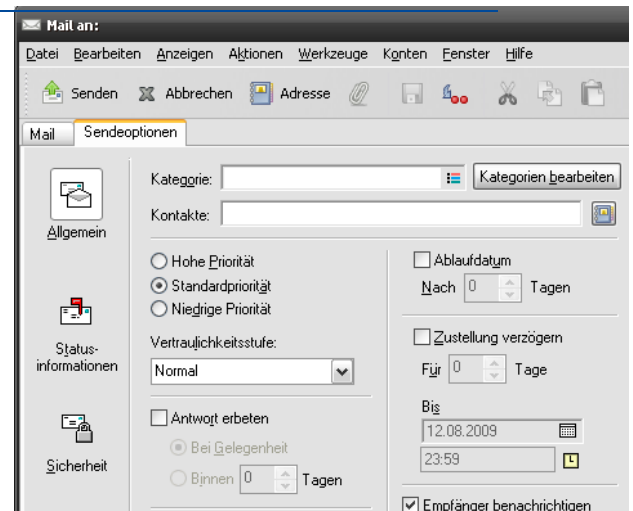 Mail an:
Datei Bearbeiten Anzeigen Aktionen Werkzeuge Konten Fenster Hilfe
Senden Abbrechen Adresse
Mail Sendeoptionen
Allgemein
Status-
informationen
Sicherheit
Kategorie: Kategorien bearbeiten
Kontakte:
Hohe Priorität
Standardpriorität
Niedrige Priorität
Vertraulichkeitsstufe:
Normal
Antwort erbeten
Bei Gelegenheit
Binnen 0 Tagen
Ablaufdatum
Nach 0 Tagen
Zustellung verzögern
Für 0 Tage
Bis
12.08.2009
23:59
Empfänger benachrichtigen